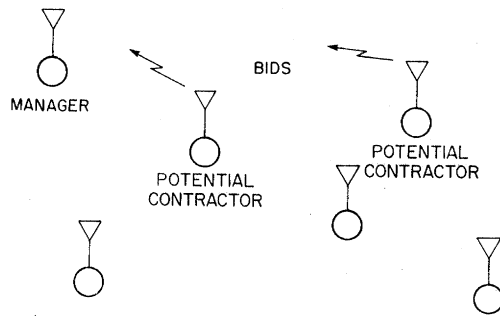 BIDS
MANAGER
POTENTIAL
CONTRACTOR
POTENTIAL
CONTRACTOR